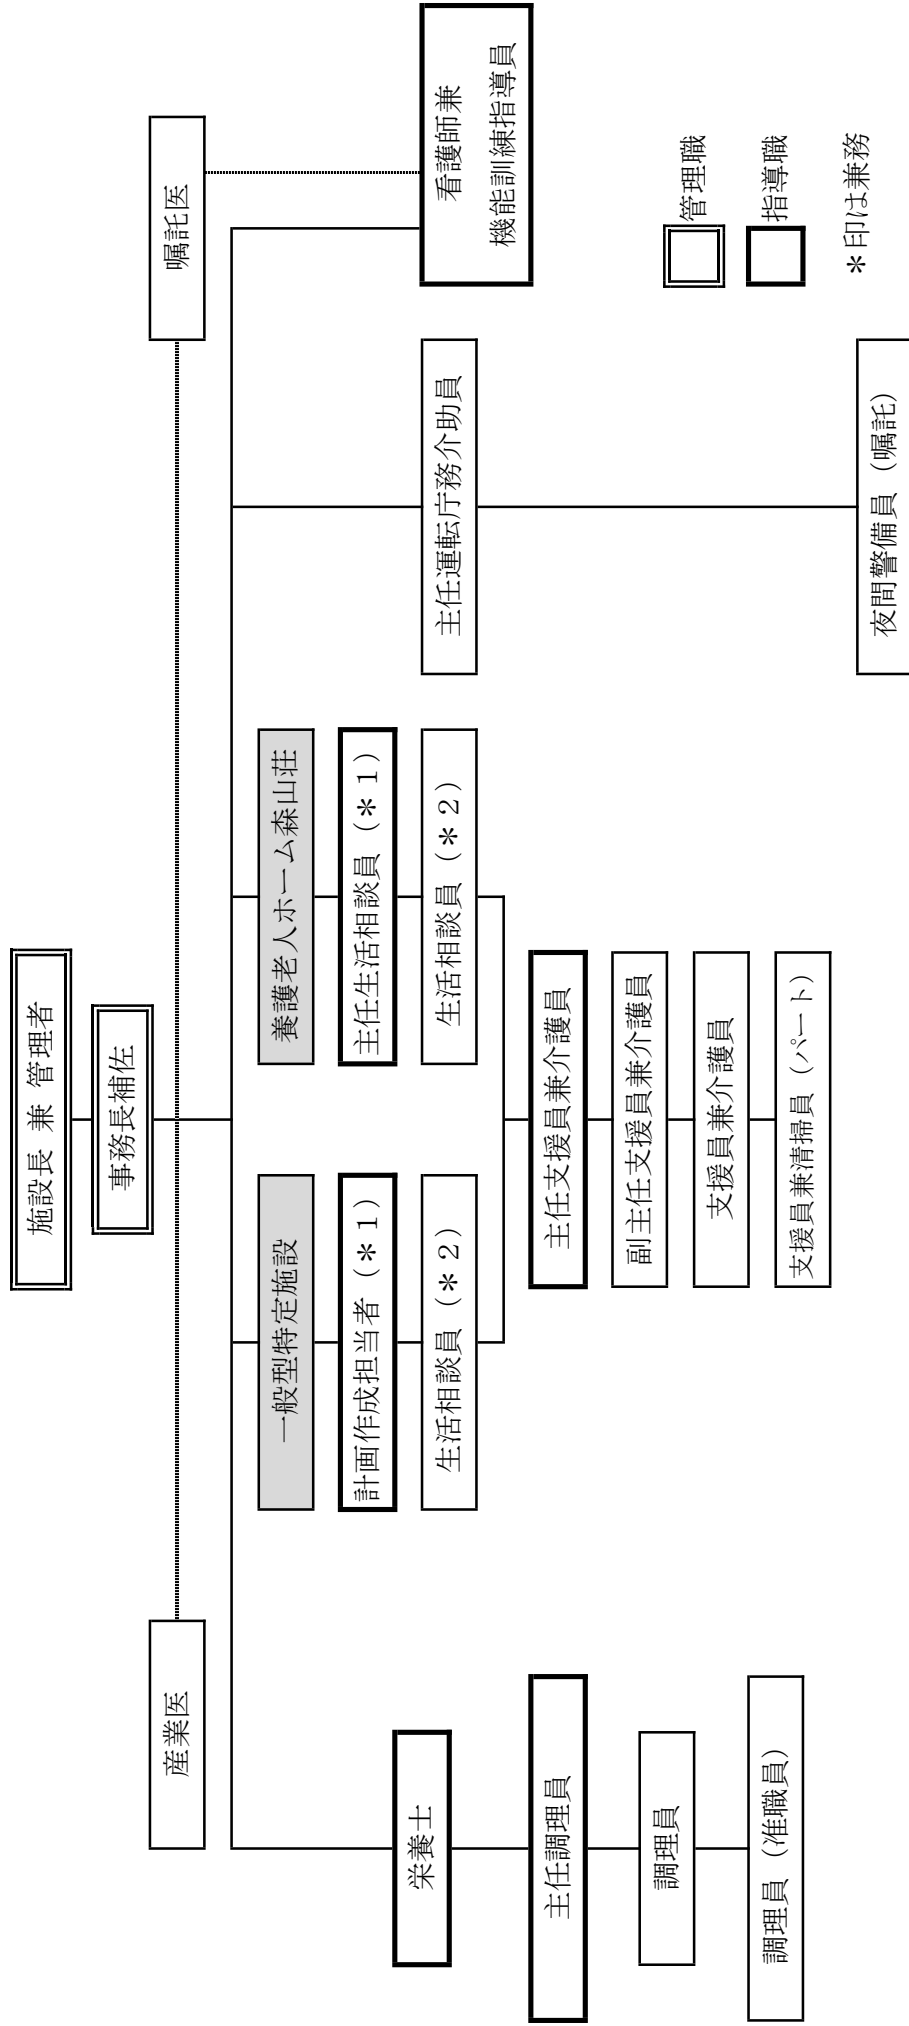 施設長 兼 管理者
事務長補佐
産業医
嘱託医
栄養士
主任調理員
調理員
調理員（准職員）
一般型特定施設
計画作成担当者（＊１）
生活相談員（＊２）
養護老人ホーム森山荘
主任生活相談員（＊１）
生活相談員（＊２）
主任支援員兼介護員
副主任支援員兼介護員
支援員兼介護員
支援員兼清掃員（パート）
主任運転庁務介助員
夜間警備員（嘱託）
看護師兼
機能訓練指導員
管理職
指導職
＊印は兼務